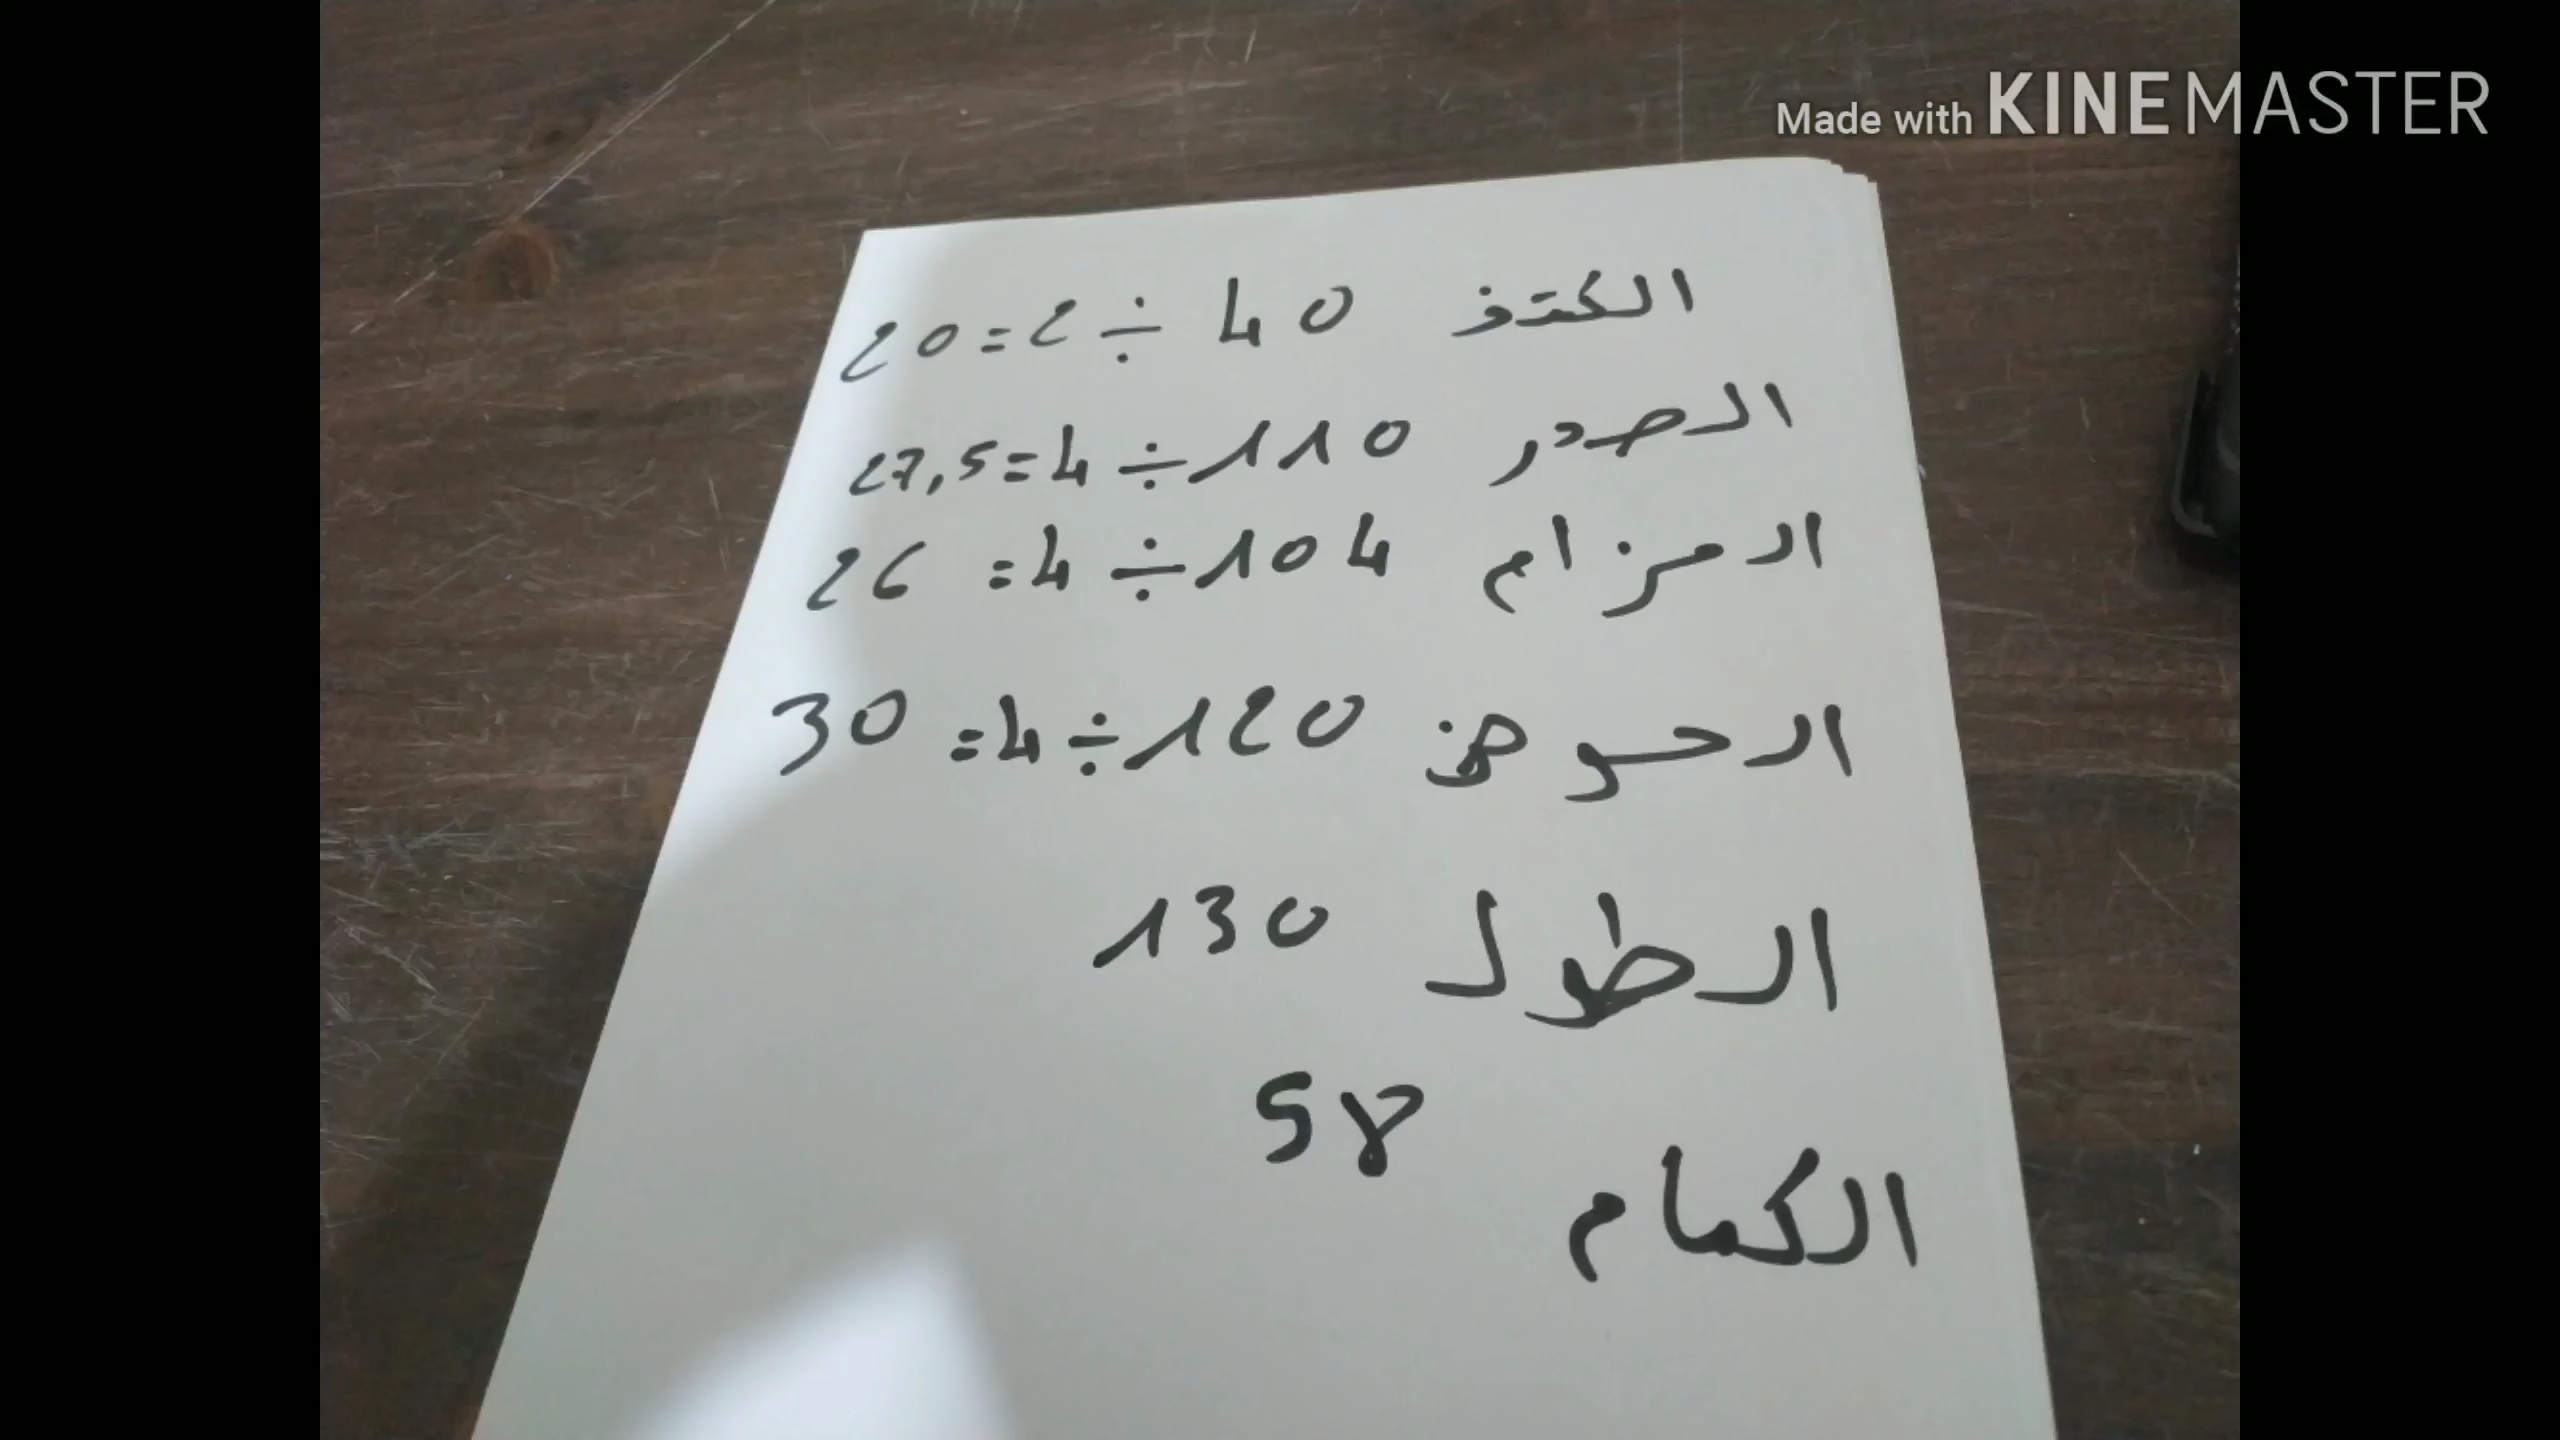 Made with KINEMASTER
الكتف 40 ÷ 2 = 20
الصدر 110 ÷ 4 = 27,5
الحزام 104 ÷ 4 = 26
الحوض 120 ÷ 4 = 30
الطول 130
58
الكمام